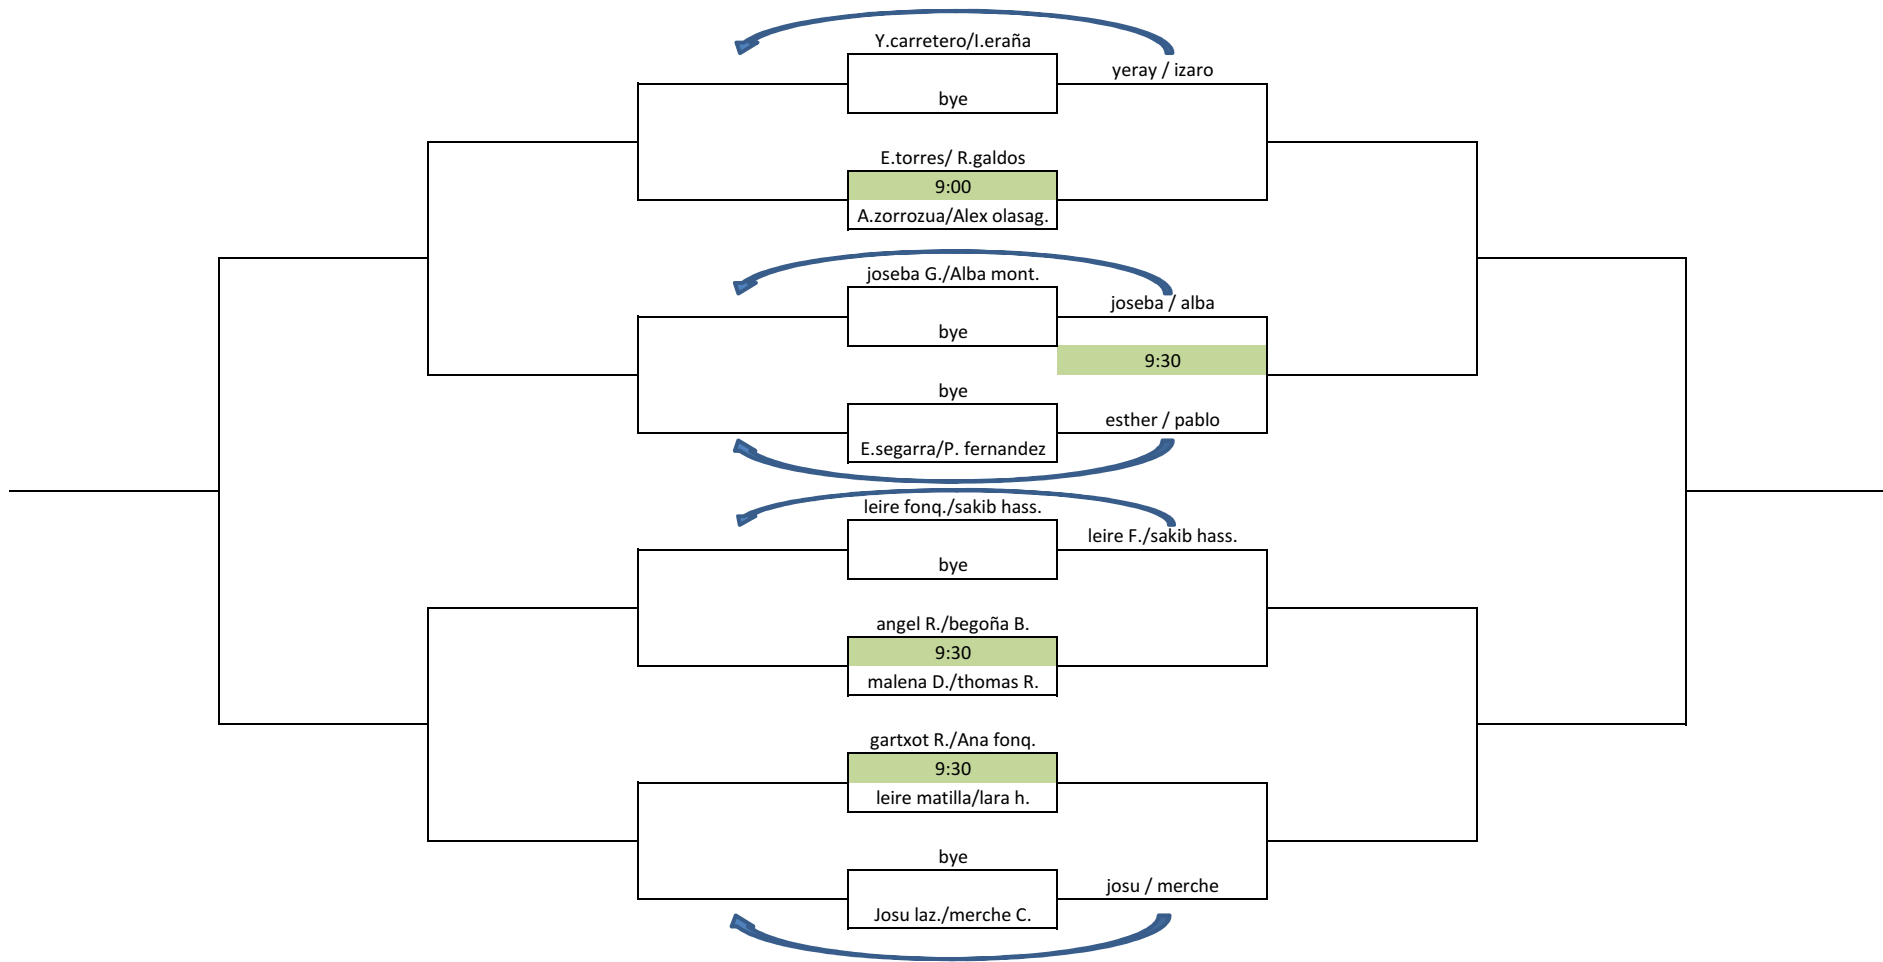 Y.carretero/I.eraña
yeray / izaro
bye
E.torres/ R.galdos
9:00
A.zorrozua/Alex olasag.
joseba G./Alba mont.
joseba / alba
bye
9:30
bye
esther / pablo
E.segarra/P. fernandez
leire fonq./sakib hass.
leire F./sakib hass.
bye
angel R./begoña B.
9:30
malena D./thomas R.
gartxot R./Ana fonq.
9:30
leire matilla/lara h.
bye
josu / merche
Josu laz./merche C.